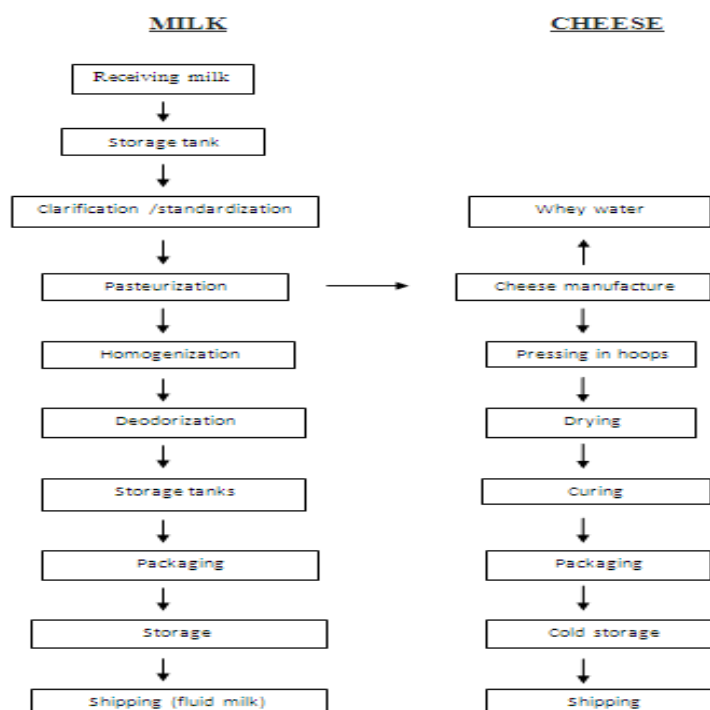 MILK
Receiving milk
Storage tank
Clarification /standardization
Pasteurization
Homogenization
Deodorization
Storage tanks
Packaging
Storage
Shipping (fluid milk)
CHEESE
Whey water
Cheese manufacture
Pressing in hoops
Drying
Curing
Packaging
Cold storage
Shipping